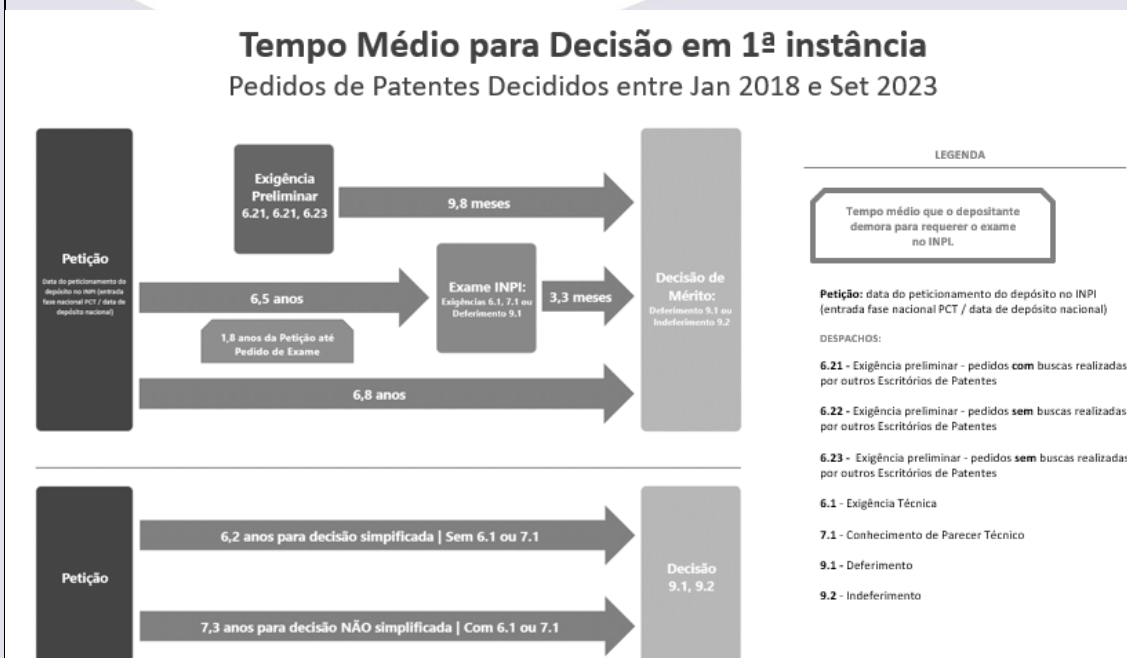 Tempo Médio para Decisão em 1ª instância
Pedidos de Patentes Decididos entre Jan 2018 e Set 2023
Petição
Data do peticionamento do
depósito no INPI (entrada
fase nacional PCT / data de
depósito nacional)
Exigência
Preliminar
6.21, 6.21, 6.23
9,8 meses
6,5 anos
1,8 anos da Petição até
Pedido de Exame
Exame INPI:
Exigências 6.1, 7.1 ou
Deferimento 9.1
3,3 meses
6,8 anos
Decisão de
Mérito:
Deferimento 9.1 ou
Indeferimento 9.2
Petição
6,2 anos para decisão simplificada | Sem 6.1 ou 7.1
7,3 anos para decisão NÃO simplificada | Com 6.1 ou 7.1
Decisão
9.1, 9.2
LEGENDA
Tempo médio que o depositante
demora para requerer o exame
no INPI.
Petição: data do peticionamento do depósito no INPI
(entrada fase nacional PCT / data de depósito nacional)
DESPACHOS:
6.21 - Exigência preliminar - pedidos com buscas realizadas
por outros Escritórios de Patentes
6.22 - Exigência preliminar - pedidos sem buscas realizadas
por outros Escritórios de Patentes
6.23 - Exigência preliminar - pedidos sem buscas realizadas
por outros Escritórios de Patentes
6.1 - Exigência Técnica
7.1 - Conhecimento de Parecer Técnico
9.1 - Deferimento
9.2 - Indeferimento